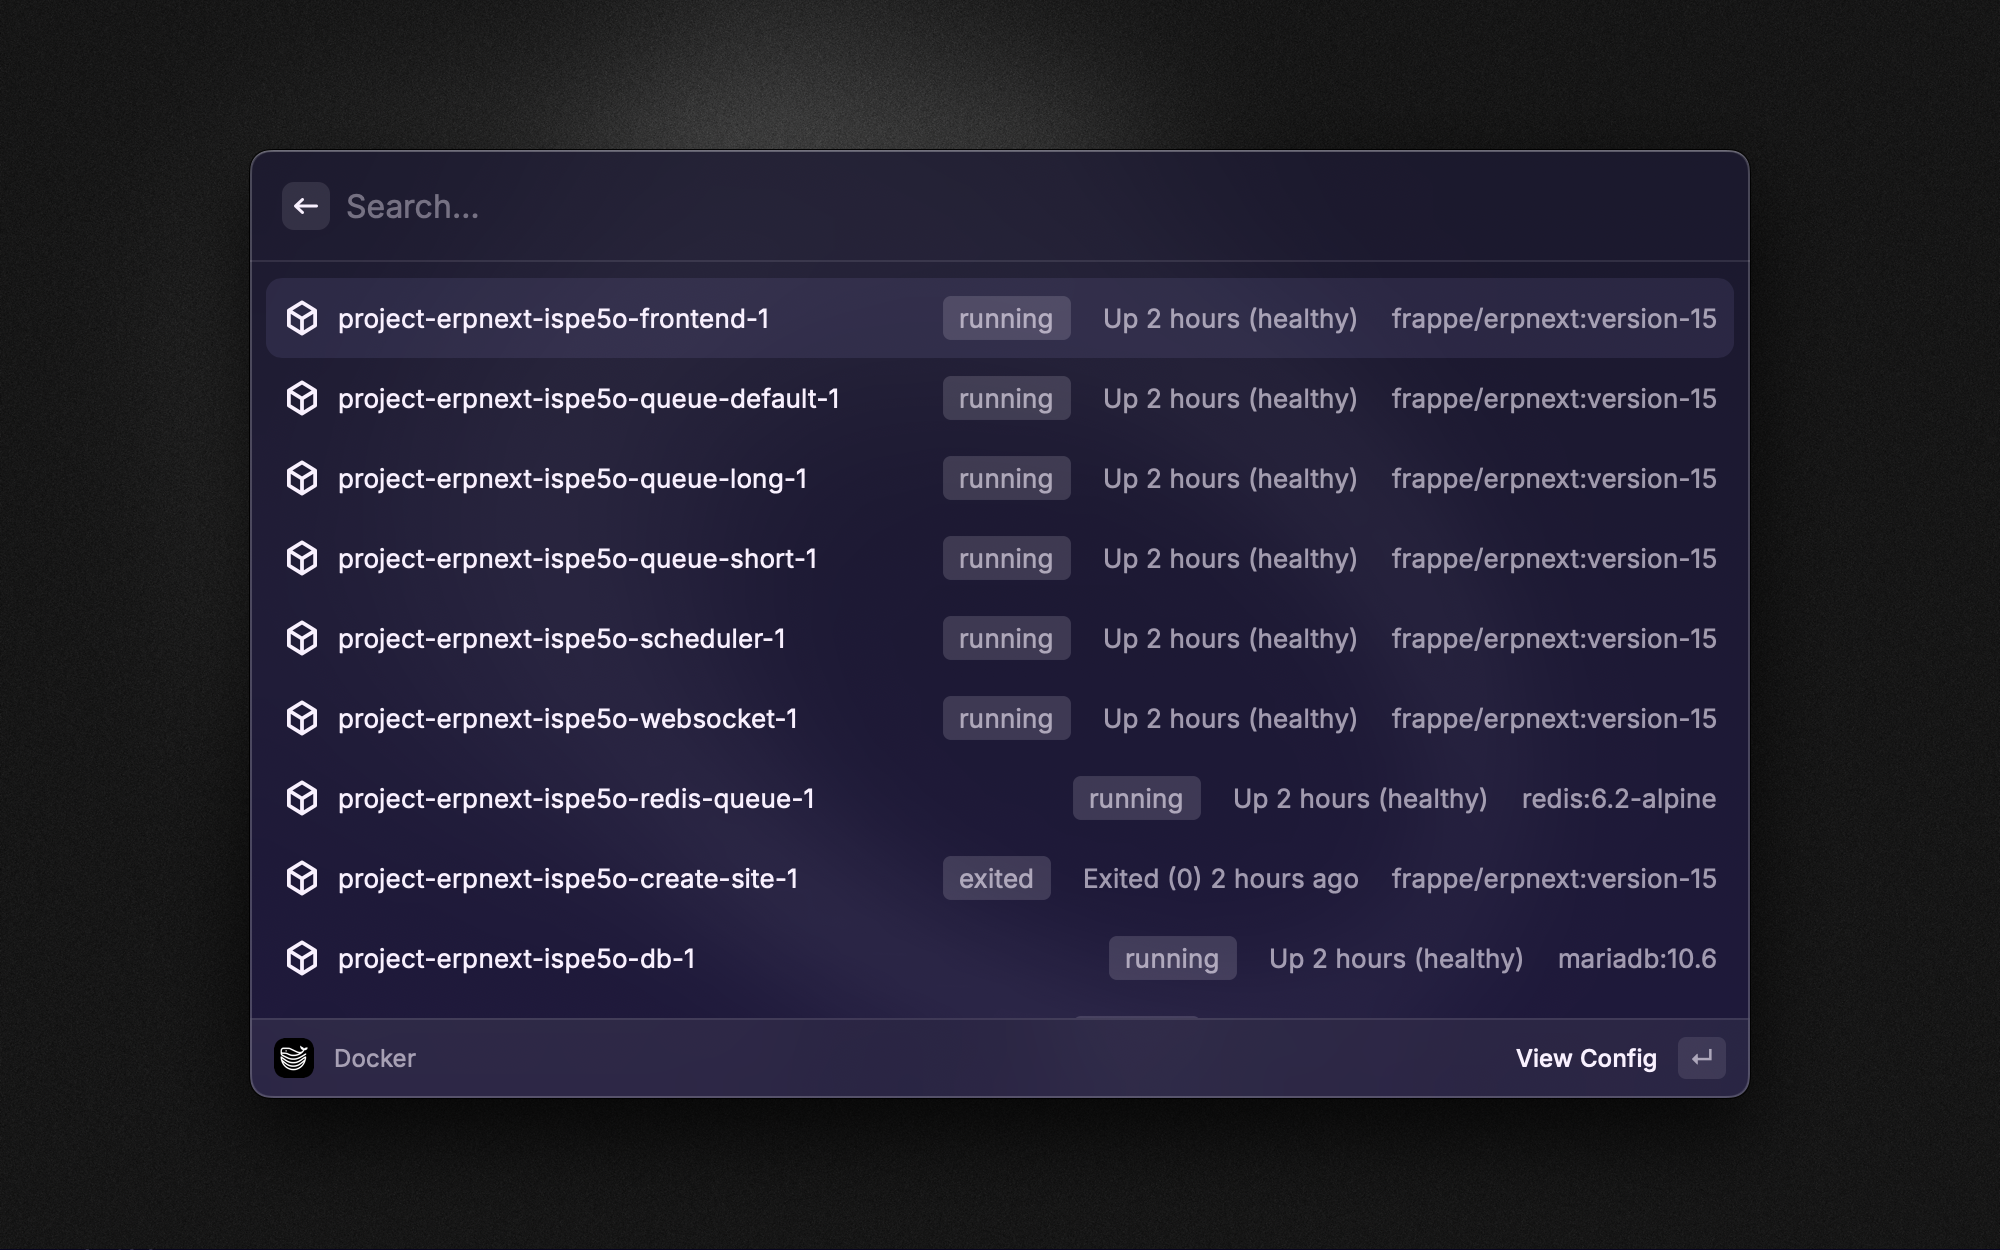 Search...
project-erpnext-ispe5o-frontend-1 running Up 2 hours (healthy) frappe/erpnext:version-15
project-erpnext-ispe5o-queue-default-1 running Up 2 hours (healthy) frappe/erpnext:version-15
project-erpnext-ispe5o-queue-long-1 running Up 2 hours (healthy) frappe/erpnext:version-15
project-erpnext-ispe5o-queue-short-1 running Up 2 hours (healthy) frappe/erpnext:version-15
project-erpnext-ispe5o-scheduler-1 running Up 2 hours (healthy) frappe/erpnext:version-15
project-erpnext-ispe5o-websocket-1 running Up 2 hours (healthy) frappe/erpnext:version-15
project-erpnext-ispe5o-redis-queue-1 running Up 2 hours (healthy) redis:6.2-alpine
project-erpnext-ispe5o-create-site-1 exited Exited (0) 2 hours ago frappe/erpnext:version-15
project-erpnext-ispe5o-db-1 running Up 2 hours (healthy) mariadb:10.6
Docker View Config